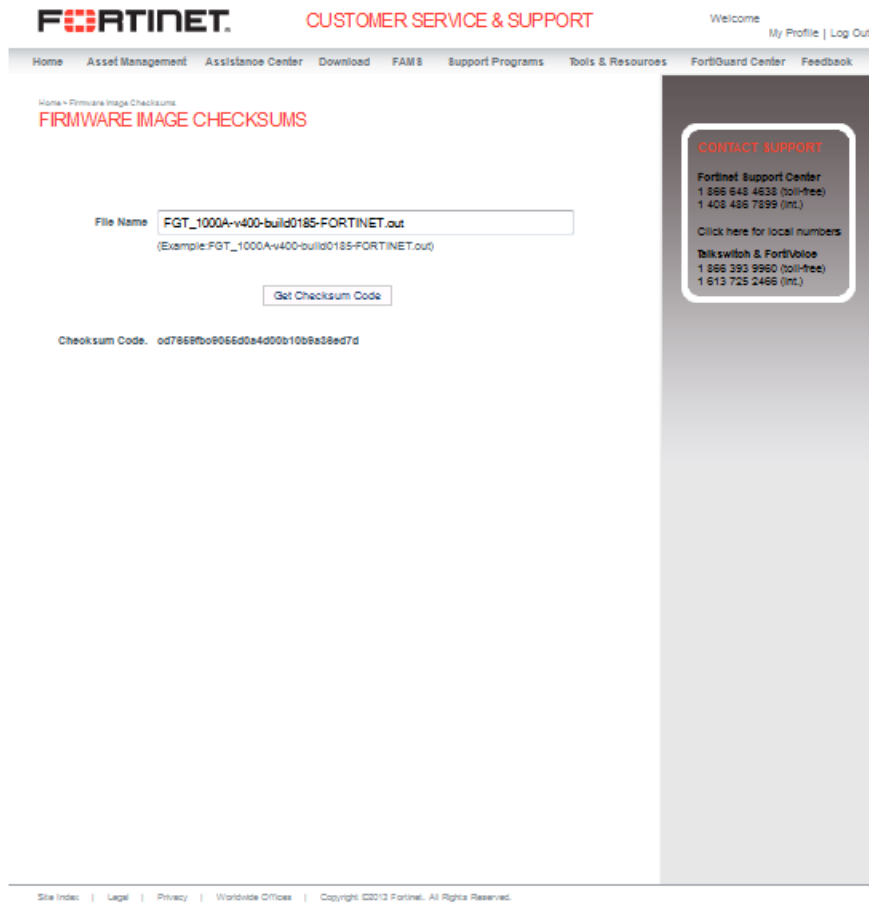 FORTINET.
CUSTOMER SERVICE & SUPPORT
Welcome
My Profile | Log Out
Home Asset Management Assistance Center Download FAMS Support Programs Tools & Resources FortiGuard Center Feedback
Home > Firmware Image Checksums
FIRMWARE IMAGE CHECKSUMS
File Name FGT_1000A-v400-build0185-FORTINET.out
(Example:FGT_1000A-v400-build0185-FORTINET.out)
Get Checksum Code
Checksum Code.
CONTACT SUPPORT
Fortinet Support Center
1 866 648 4638 (toll-free)
1 408 486 7899 (Int.)
Click here for local numbers
Talkswitch & FortiVoice
1 866 393 9960 (toll-free)
1 613 725 2466 (Int.)
Site Index | Legal | Privacy | Worldwide Offices | Copyright ©2013 Fortinet. All Rights Reserved.